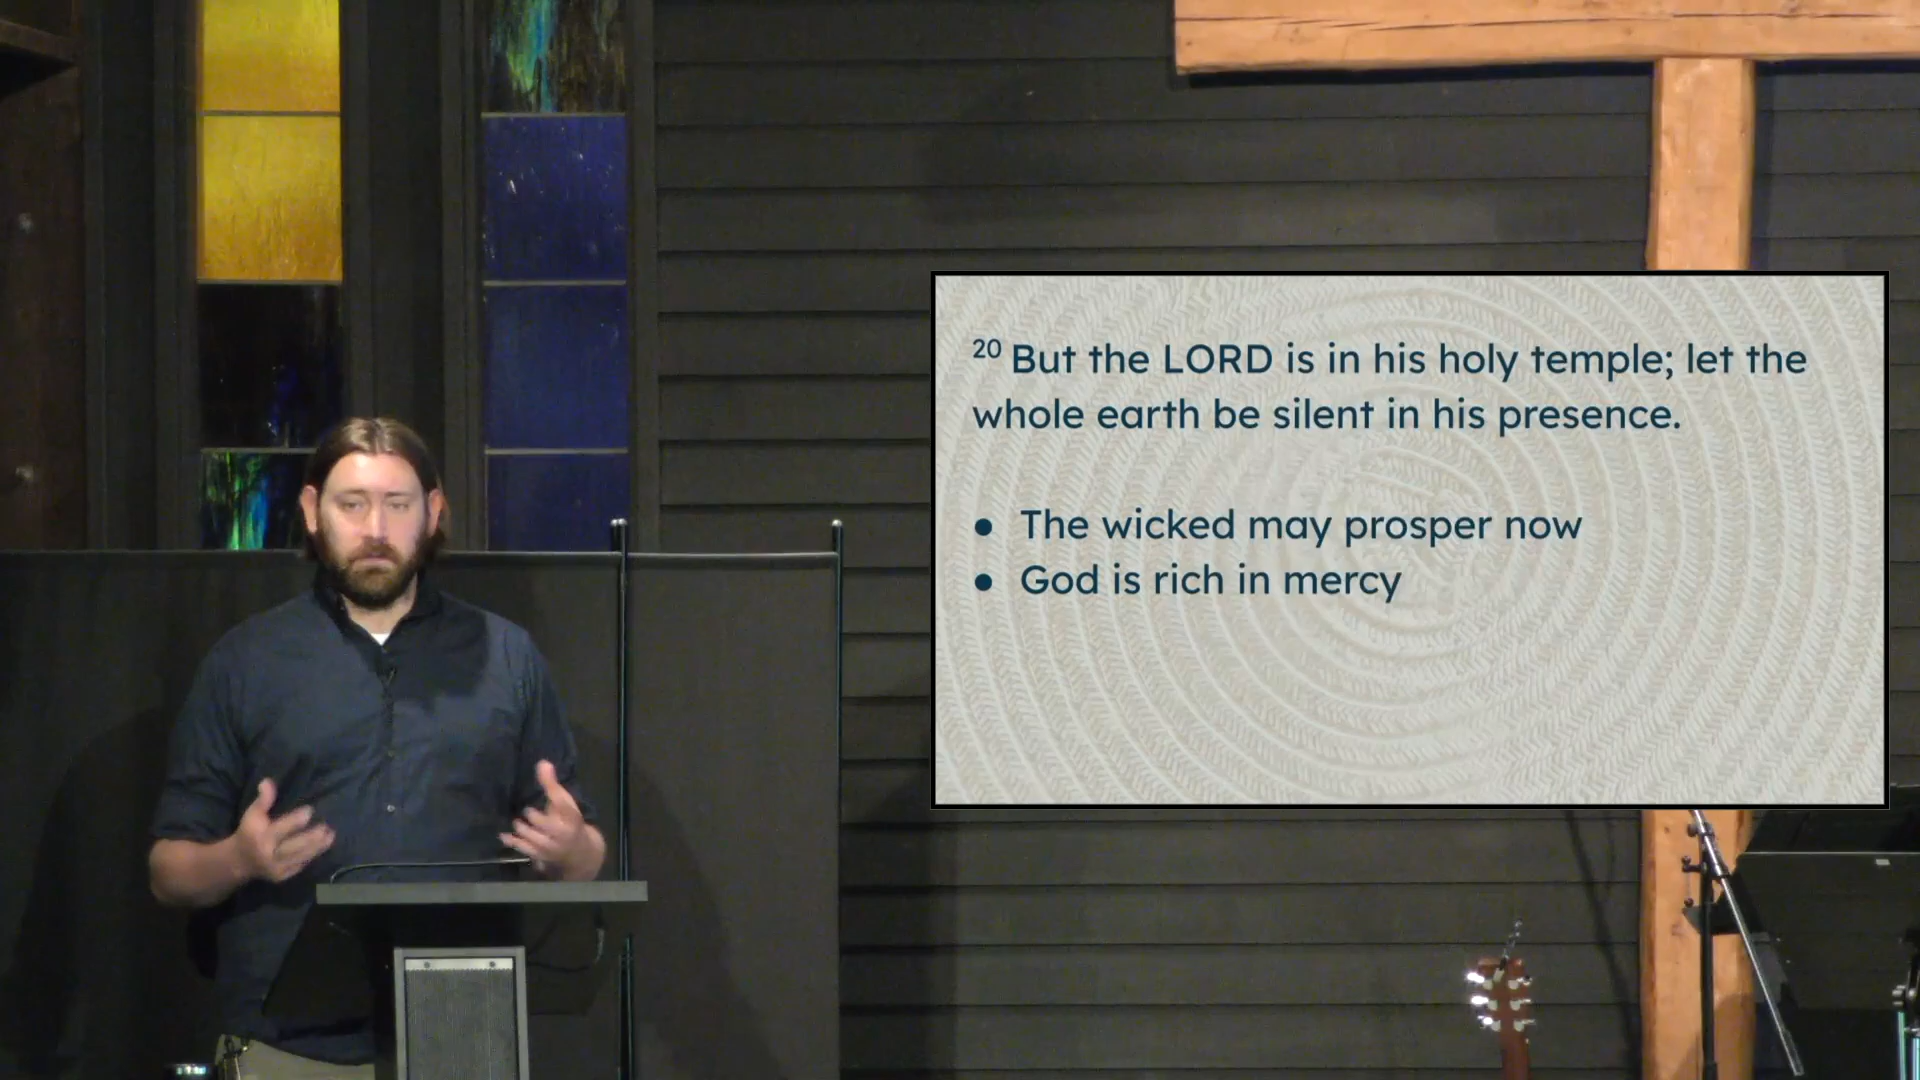 20 But the LORD is in his holy temple; let the
whole earth be silent in his presence.
● The wicked may prosper now
● God is rich in mercy